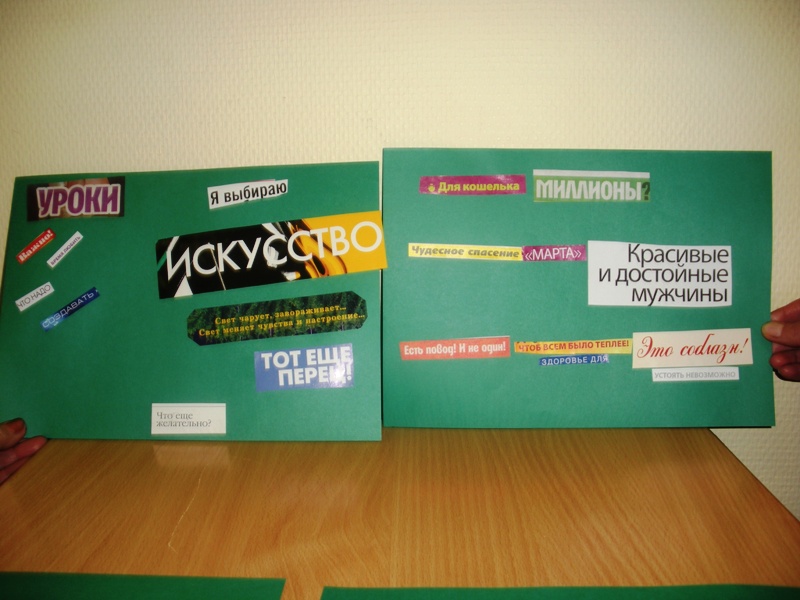 УРОКИ
Я выбираю
Важно!
ИСКУССТВО
ЧТО НАДО
СОЗДАВАТЬ
Свет чарует, завораживает...
Свет меняет чувства и настроение...
ТОТ ЕЩЕ
ПЕРЕЦ!
Что еще
желательно?
Для кошелька
МИЛЛИОНЫ?
Чудесное спасение
«МАРТА»
Красивые
и достойные
мужчины
Есть повод! И не один!
ЧТОБ ВСЕМ БЫЛО ТЕПЛЕЕ!
ЗДОРОВЬЕ ДЛЯ
Это соблазн!
УСТОЯТЬ НЕВОЗМОЖНО